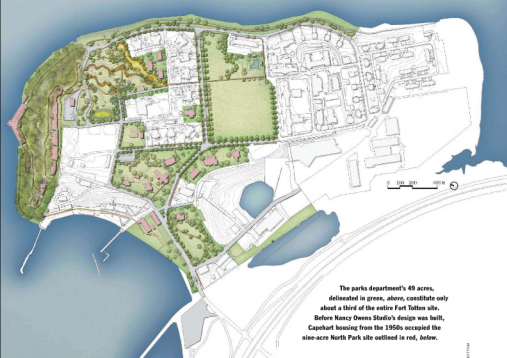 0 100 200 400 ft
The parks department's 49 acres,
delineated in green, above, constitute only
about a third of the entire Fort Totten site.
Before Nancy Owens Studio's design was built,
Capehart housing from the 1950s occupied the
nine-acre North Park site outlined in red, below.